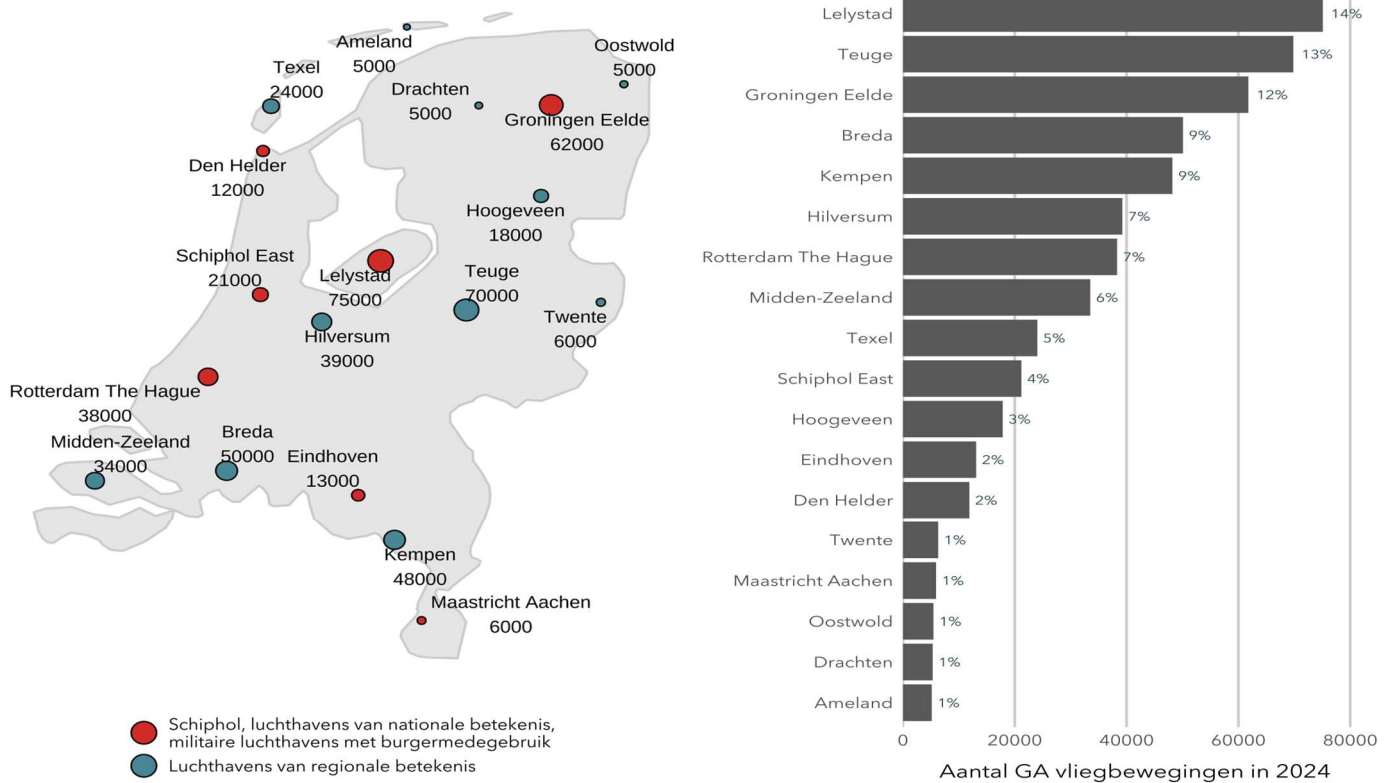 Ameland
5000
Oostwold
5000
Texel
24000
Drachten
5000
Groningen Eelde
62000
Den Helder
12000
Hoogeveen
18000
Schiphol East
21000
Lelystad
75000
Teuge
70000
Twente
6000
Hilversum
39000
Rotterdam The Hague
38000
Midden-Zeeland
34000
Breda
50000
Eindhoven
13000
Kempen
48000
Maastricht Aachen
6000
Schiphol, luchthavens van nationale betekenis,
militaire luchthavens met burgermedegebruik
Luchthavens van regionale betekenis
Lelystad 14%
Teuge 13%
Groningen Eelde 12%
Breda 9%
Kempen 9%
Hilversum 7%
Rotterdam The Hague 7%
Midden-Zeeland 6%
Texel 5%
Schiphol East 4%
Hoogeveen 3%
Eindhoven 2%
Den Helder 2%
Twente 1%
Maastricht Aachen 1%
Oostwold 1%
Drachten 1%
Ameland 1%
0 20000 40000 60000 80000
Aantal GA vliegbewegingen in 2024